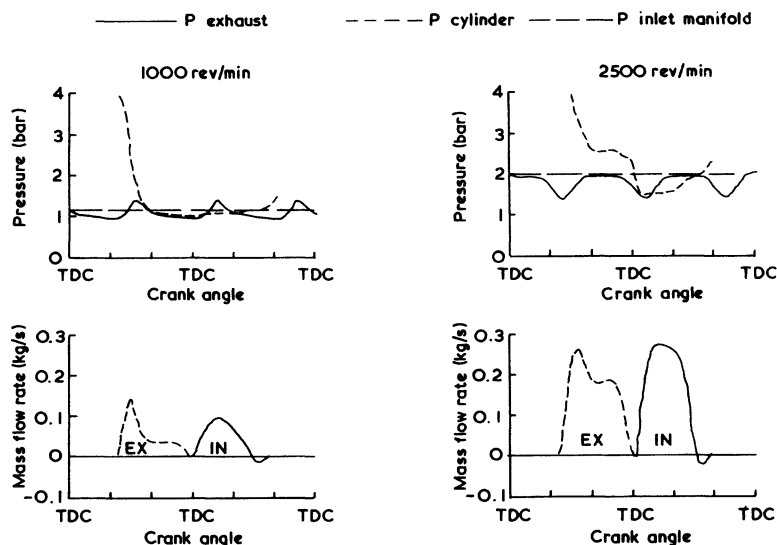 P exhaust P cylinder P inlet manifold
1000 rev/min
Pressure (bar)
4
3
2
1
0
TDC TDC TDC
Crank angle
2500 rev/min
Pressure (bar)
4
3
2
1
0
TDC TDC TDC
Crank angle
Mass flow rate (kg/s)
0.3
0.2
0.1
0
-0.1
EX IN
TDC TDC TDC
Crank angle
Mass flow rate (kg/s)
0.3
0.2
0.1
0
-0.1
EX IN
TDC TDC TDC
Crank angle